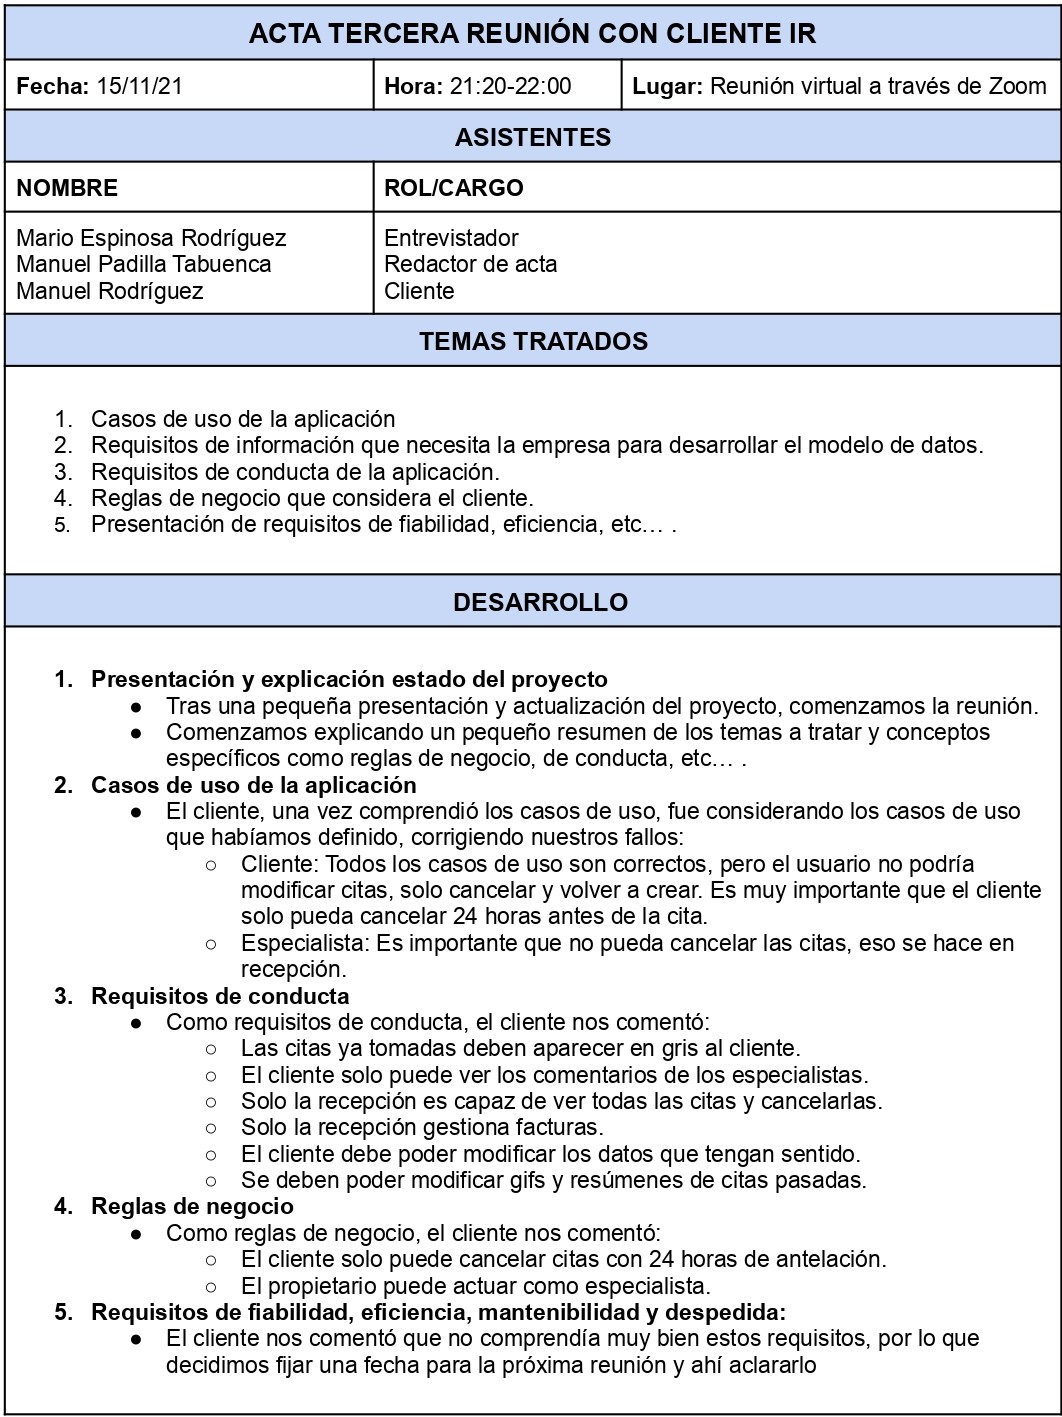 ACTA TERCERA REUNIÓN CON CLIENTE IR
Fecha: 15/11/21 Hora: 21:20-22:00 Lugar: Reunión virtual a través de Zoom
ASISTENTES
NOMBRE ROL/CARGO
Mario Espinosa Rodríguez Entrevistador
Manuel Padilla Tabuenca Redactor de acta
Manuel Rodríguez Cliente
TEMAS TRATADOS
1. Casos de uso de la aplicación
2. Requisitos de información que necesita la empresa para desarrollar el modelo de datos.
3. Requisitos de conducta de la aplicación.
4. Reglas de negocio que considera el cliente.
5. Presentación de requisitos de fiabilidad, eficiencia, etc… .
DESARROLLO
1. Presentación y explicación estado del proyecto
● Tras una pequeña presentación y actualización del proyecto, comenzamos la reunión.
● Comenzamos explicando un pequeño resumen de los temas a tratar y conceptos
específicos como reglas de negocio, de conducta, etc… .
2. Casos de uso de la aplicación
● El cliente, una vez comprendió los casos de uso, fue considerando los casos de uso
que habíamos definido, corrigiendo nuestros fallos:
○ Cliente: Todos los casos de uso son correctos, pero el usuario no podría
modificar citas, solo cancelar y volver a crear. Es muy importante que el cliente
solo pueda cancelar 24 horas antes de la cita.
○ Especialista: Es importante que no pueda cancelar las citas, eso se hace en
recepción.
3. Requisitos de conducta
● Como requisitos de conducta, el cliente nos comentó:
○ Las citas ya tomadas deben aparecer en gris al cliente.
○ El cliente solo puede ver los comentarios de los especialistas.
○ Solo la recepción es capaz de ver todas las citas y cancelarlas.
○ Solo la recepción gestiona facturas.
○ El cliente debe poder modificar los datos que tengan sentido.
○ Se deben poder modificar gifs y resúmenes de citas pasadas.
4. Reglas de negocio
● Como reglas de negocio, el cliente nos comentó:
○ El cliente solo puede cancelar citas con 24 horas de antelación.
○ El propietario puede actuar como especialista.
5. Requisitos de fiabilidad, eficiencia, mantenibilidad y despedida:
● El cliente nos comentó que no comprendía muy bien estos requisitos, por lo que
decidimos fijar una fecha para la próxima reunión y ahí aclararlo